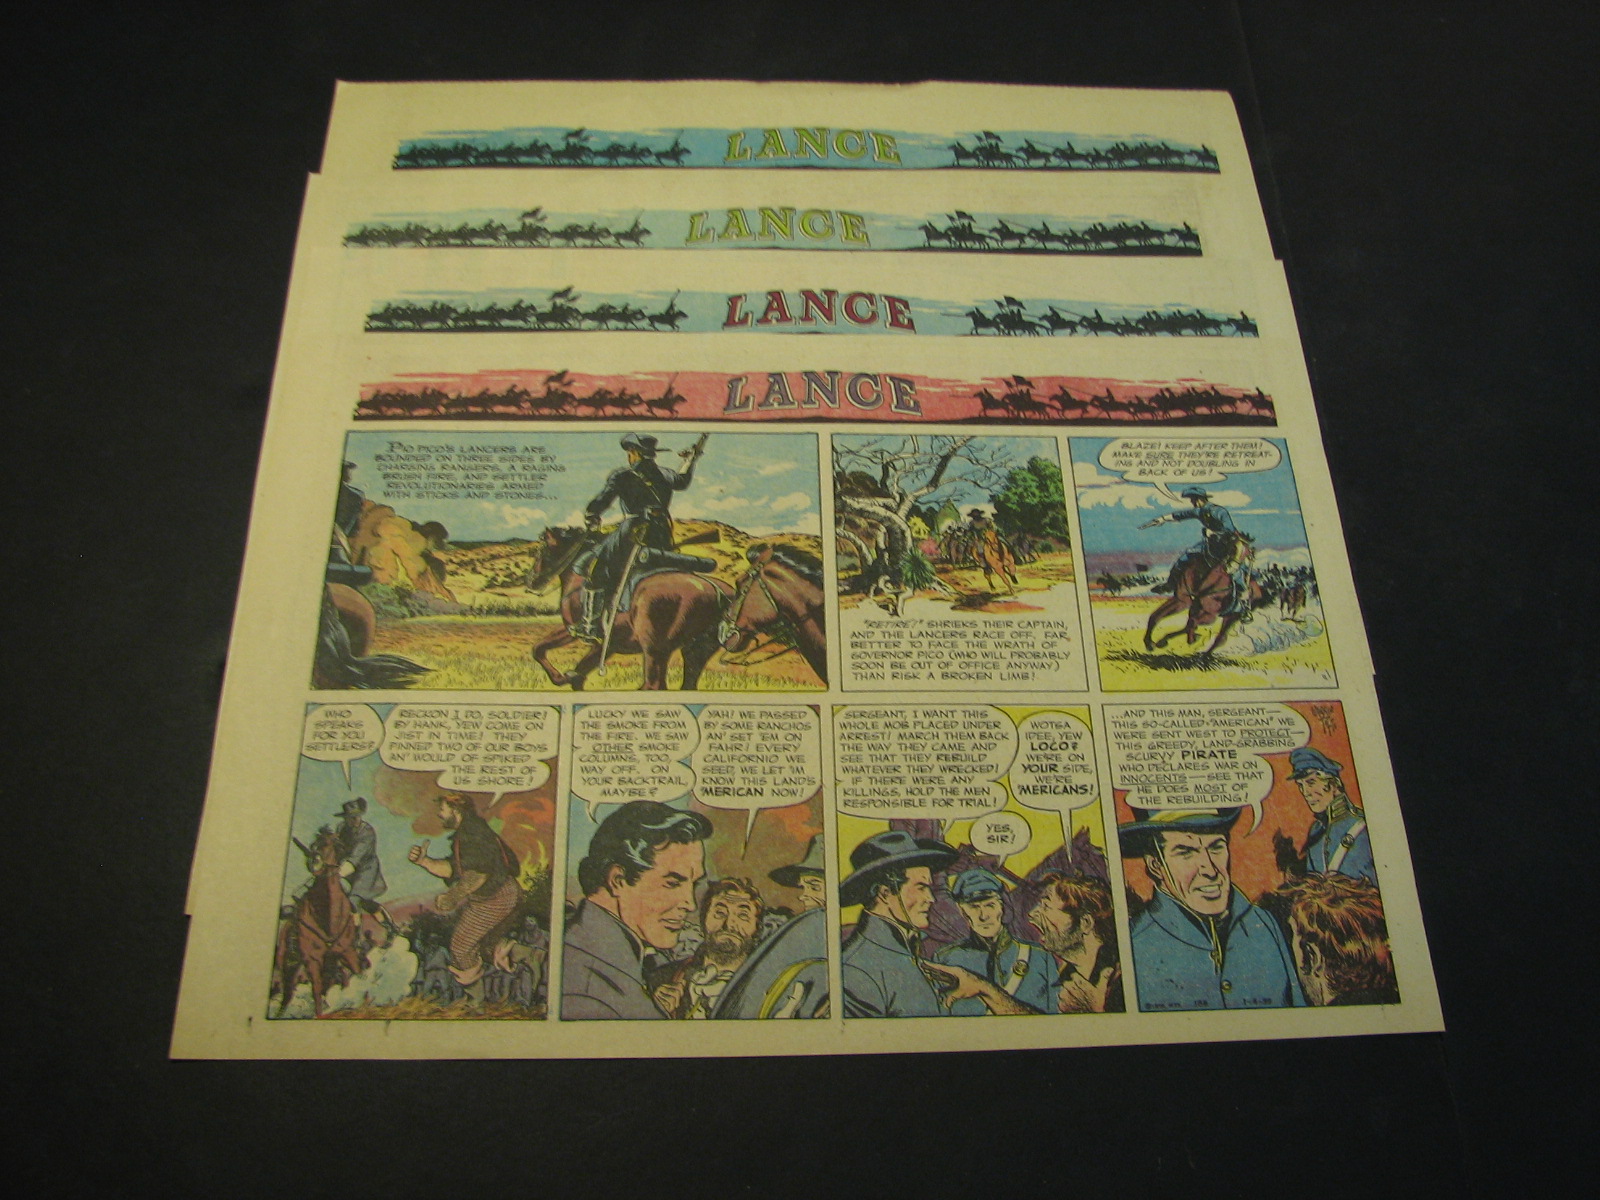 LANCE
LANCE
LANCE
LANCE
PIO PICO'S LANCERS ARE
BOUNDED ON THREE SIDES BY
CHARGING RANGERS, A RAGING
BRUSH FIRE, AND SETTLER
REVOLUTIONARIES ARMED
WITH STICKS AND STONES...
"RETIRE!" SHRIEKS THEIR CAPTAIN,
AND THE LANCERS RACE OFF. FAR
BETTER TO FACE THE WRATH OF
GOVERNOR PICO (WHO WILL PROBABLY
SOON BE OUT OF OFFICE ANYWAY)
THAN RISK A BROKEN LIMB!
BLAZE! KEEP AFTER THEM!
MAKE SURE THEY'RE RETREAT-
ING AND NOT DOUBLING IN
BACK OF US!
WHO
SPEAKS
FOR YOU
SETTLERS?
RECKON I DO, SOLDIER!
BY HANK, YEW COME ON
JIST IN TIME! THEY
PINNED TWO OF OUR BOYS
AN' WOULD OF SPIKED
THE REST OF
US SHORE!
LUCKY WE SAW
THE SMOKE FROM
THE FIRE. WE SAW
OTHER SMOKE
COLUMNS, TOO,
WAY OFF. ON
YOUR BACKTRAIL,
MAYBE?
YAH! WE PASSED
BY SOME RANCHOS
AN' SET 'EM ON
FAHR! EVERY
CALIFORNIO WE
SEED, WE LET 'IM
KNOW THIS LAND'S
'MERICAN NOW!
SERGEANT, I WANT THIS
WHOLE MOB PLACED UNDER
ARREST! MARCH THEM BACK
THE WAY THEY CAME AND
SEE THAT THEY REBUILD
WHATEVER THEY WRECKED!
IF THERE WERE ANY
KILLINGS, HOLD THE MEN
RESPONSIBLE FOR TRIAL!
YES,
SIR!
WOTSA
IDEE, YEW
LOCO?
WE'RE ON
YOUR SIDE,
WE'RE
'MERICANS!
...AND THIS MAN, SERGEANT—
THIS SO-CALLED "AMERICAN" WE
WERE SENT WEST TO PROTECT—
THIS GREEDY, LAND-GRABBING
SCURVY PIRATE
WHO DECLARES WAR ON
INNOCENTS—SEE THAT
HE DOES MOST OF
THE REBUILDING!